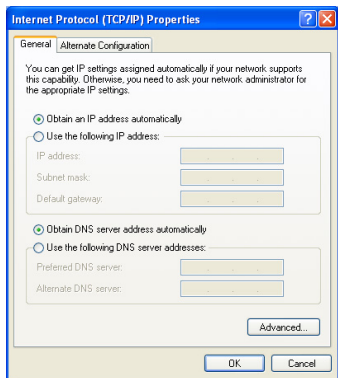 Internet Protocol (TCP/IP) Properties
General
Alternate Configuration
You can get IP settings assigned automatically if your network supports
this capability. Otherwise, you need to ask your network administrator for
the appropriate IP settings.
Obtain an IP address automatically
Use the following IP address:
IP address:
Subnet mask:
Default gateway:
Obtain DNS server address automatically
Use the following DNS server addresses:
Preferred DNS server:
Alternate DNS server:
Advanced...
OK
Cancel